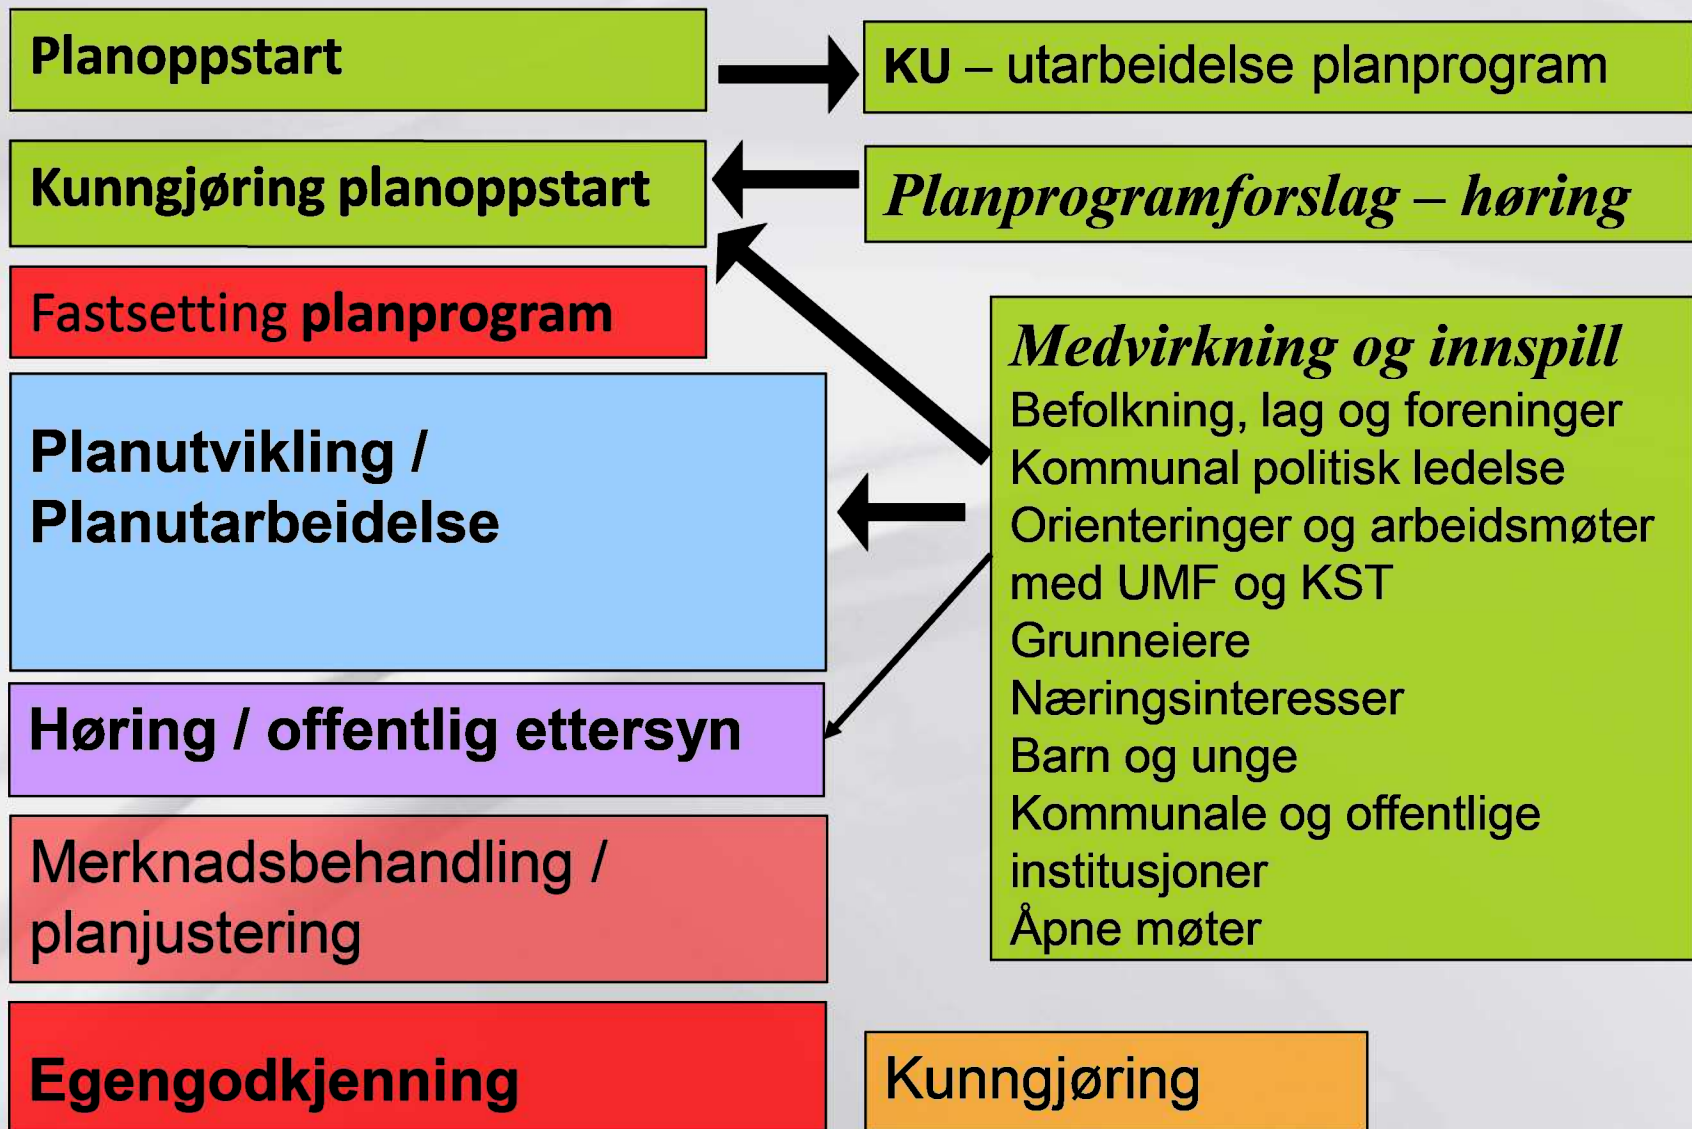 Planoppstart
KU – utarbeidelse planprogram
Kunngjøring planoppstart
Planprogramforslag – høring
Fastsetting planprogram
Medvirkning og innspill
Befolkning, lag og foreninger
Kommunal politisk ledelse
Orienteringer og arbeidsmøter
med UMF og KST
Grunneiere
Næringsinteresser
Barn og unge
Kommunale og offentlige
institusjoner
Åpne møter
Planutvikling /
Planutarbeidelse
Høring / offentlig ettersyn
Merknadsbehandling /
planjustering
Egengodkjenning
Kunngjøring